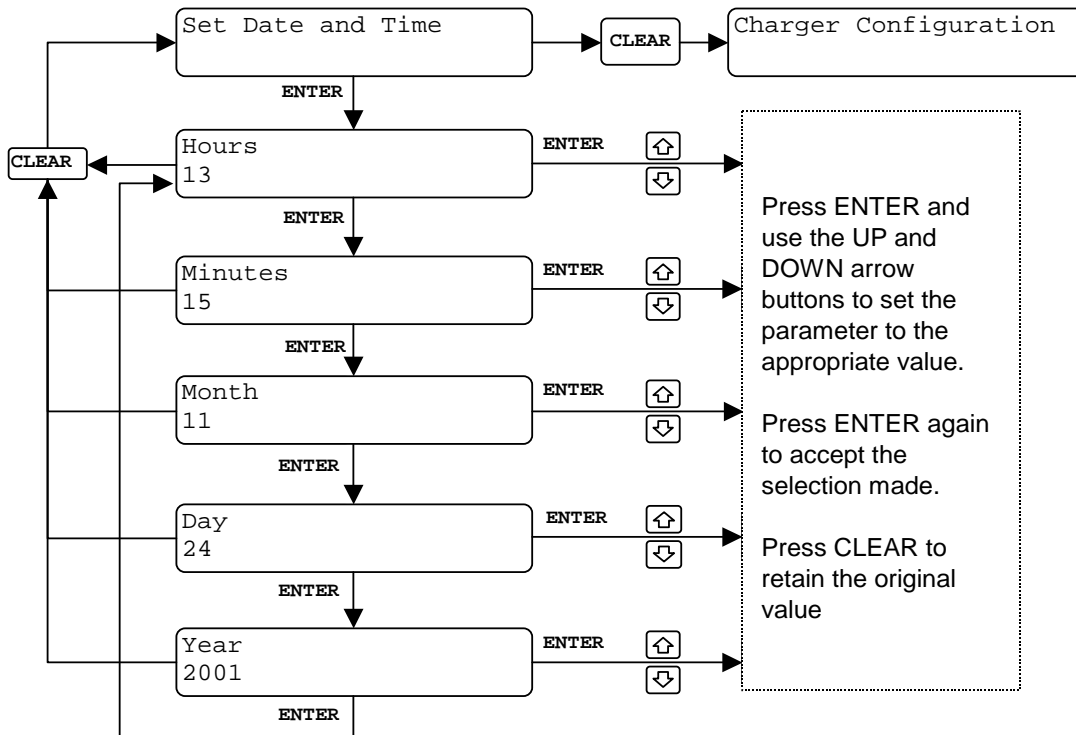 Set Date and Time
CLEAR
Charger Configuration
ENTER
CLEAR
Hours
13
ENTER
ENTER
Minutes
15
ENTER
ENTER
Month
11
ENTER
ENTER
Day
24
ENTER
ENTER
Year
2001
ENTER
ENTER
Press ENTER and
use the UP and
DOWN arrow
buttons to set the
parameter to the
appropriate value.
Press ENTER again
to accept the
selection made.
Press CLEAR to
retain the original
value